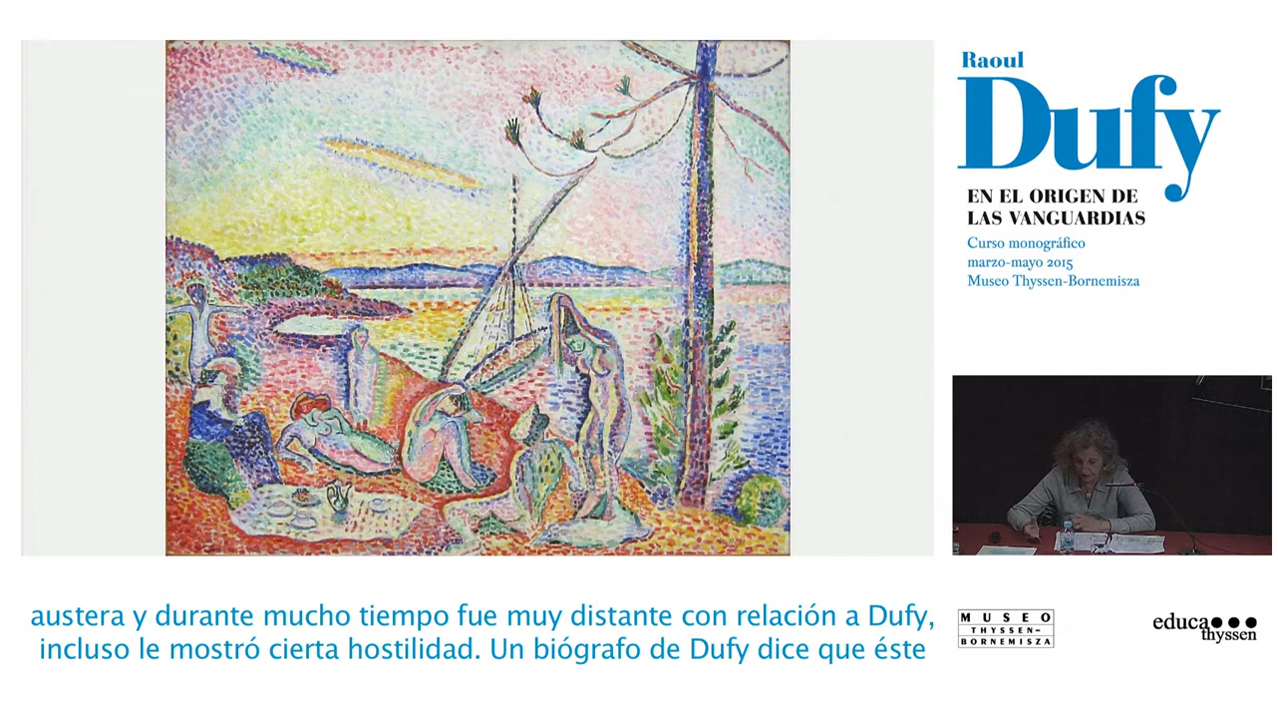 Raoul
Dufy
EN EL ORIGEN DE
LAS VANGUARDIAS
Curso monográfico
marzo-mayo 2015
Museo Thyssen-Bornemisza
austera y durante mucho tiempo fue muy distante con relación a Dufy,
incluso le mostró cierta hostilidad. Un biógrafo de Dufy dice que éste
MUSEO
THYSSEN-
BORNEMISZA
educa
thyssen